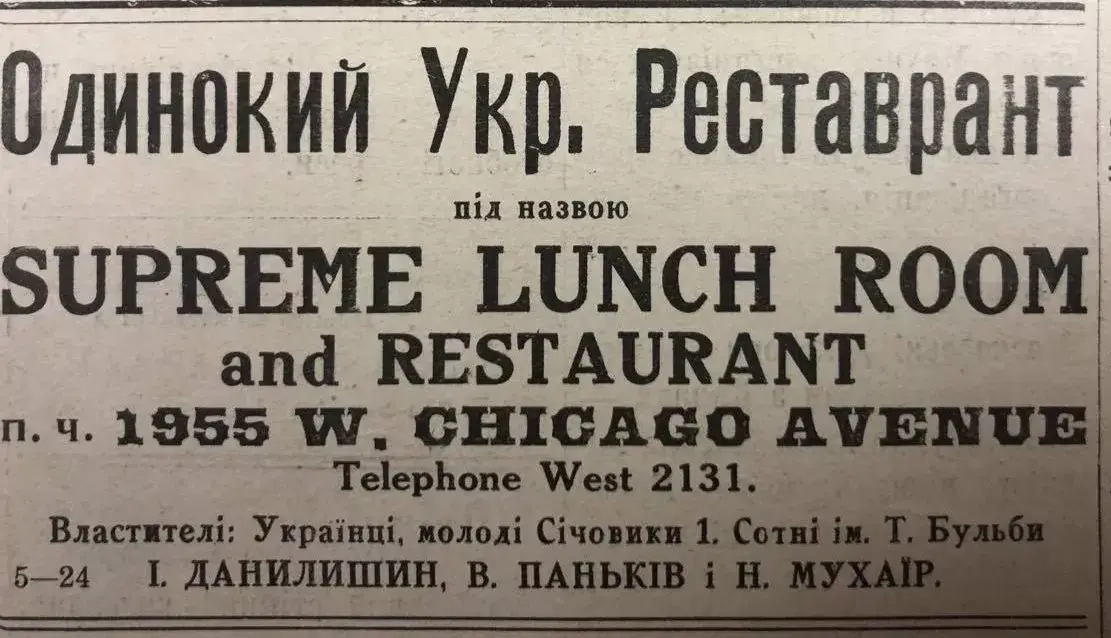 Одинокий Укр. Реставрант
під назвою
SUPREME LUNCH ROOM
and RESTAURANT
п. ч. 1955 W. CHICAGO AVENUE
Telephone West 2131.
Властителі: Українці, молоді Січовики 1. Сотні ім. Т. Бульби
5—24 І. ДАНИЛИШИН, В. ПАНЬКІВ і Н. МУХАЇР.